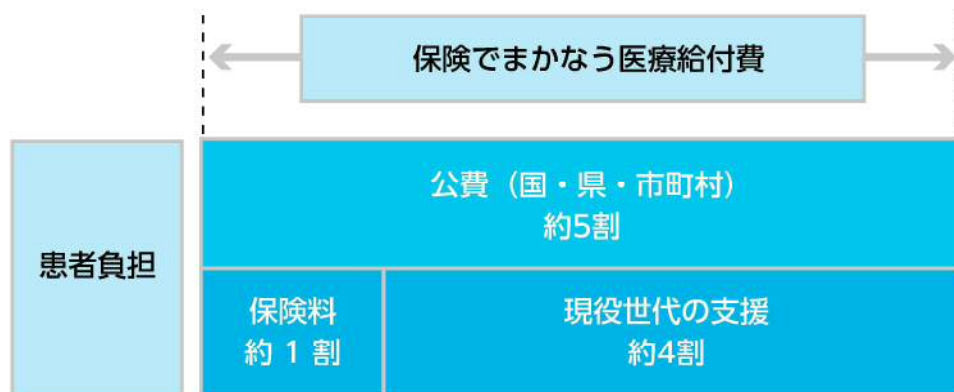 保険でまかなう医療給付費
公費（国・県・市町村）
約5割
患者負担
保険料
約 1 割
現役世代の支援
約4割